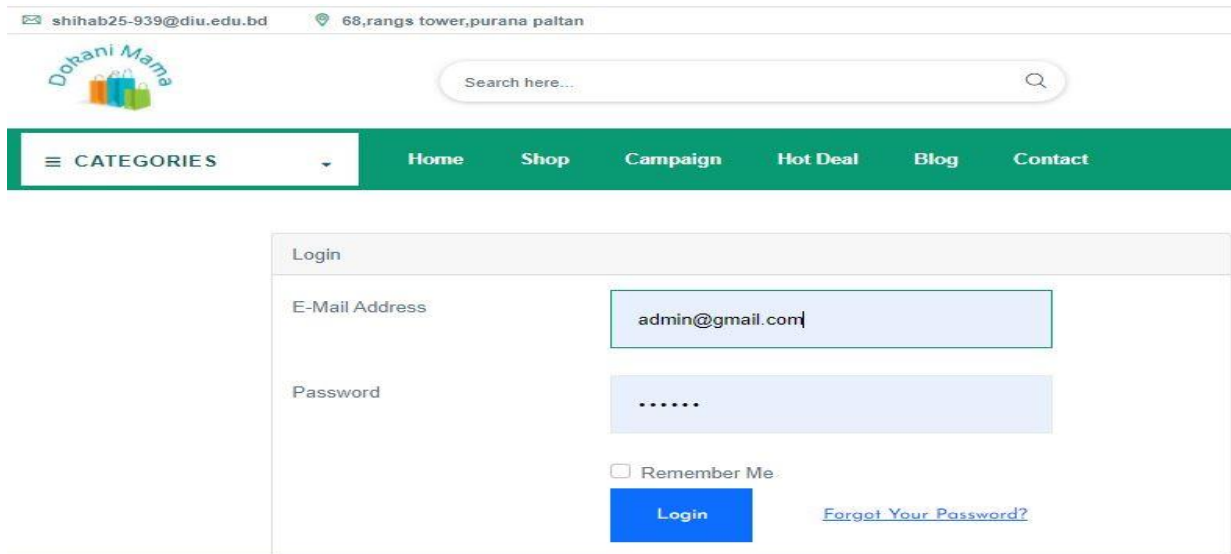 shihab25-939@diu.edu.bd 68,rangs tower,purana paltan
Dokani Mama
Search here...
CATEGORIES Home Shop Campaign Hot Deal Blog Contact
Login
E-Mail Address admin@gmail.com
Password ••••••
Remember Me
Login Forgot Your Password?